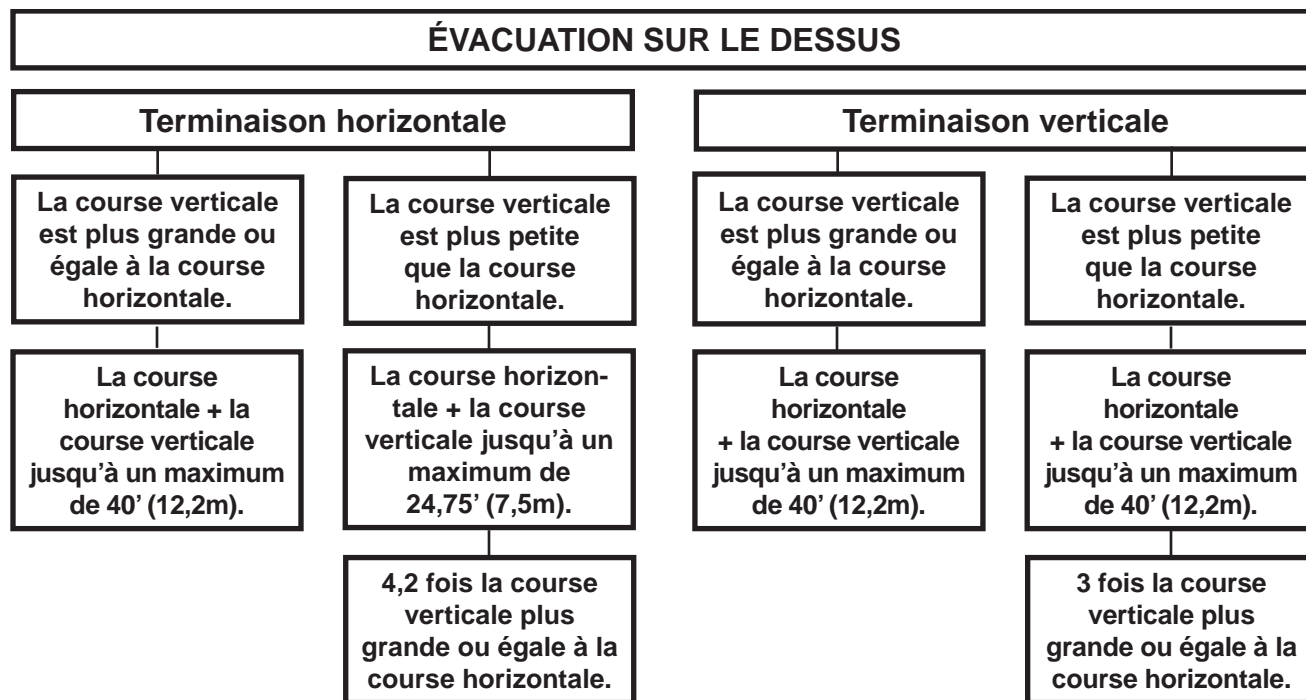 ÉVACUATION SUR LE DESSUS
Terminaison horizontale
La course verticale
est plus grande ou
égale à la course
horizontale.
La course
horizontale + la
course verticale
jusqu’à un maximum
de 40’ (12,2m).
La course verticale
est plus petite
que la course
horizontale.
La course horizon-
tale + la course
verticale jusqu’à un
maximum de
24,75’ (7,5m).
4,2 fois la course
verticale plus
grande ou égale à la
course horizontale.
Terminaison verticale
La course verticale
est plus grande ou
égale à la course
horizontale.
La course
horizontale
+ la course verticale
jusqu’à un maximum
de 40’ (12,2m).
La course verticale
est plus petite
que la course
horizontale.
La course
horizontale
+ la course verticale
jusqu’à un maximum
de 40’ (12,2m).
3 fois la course
verticale plus
grande ou égale à la
course horizontale.